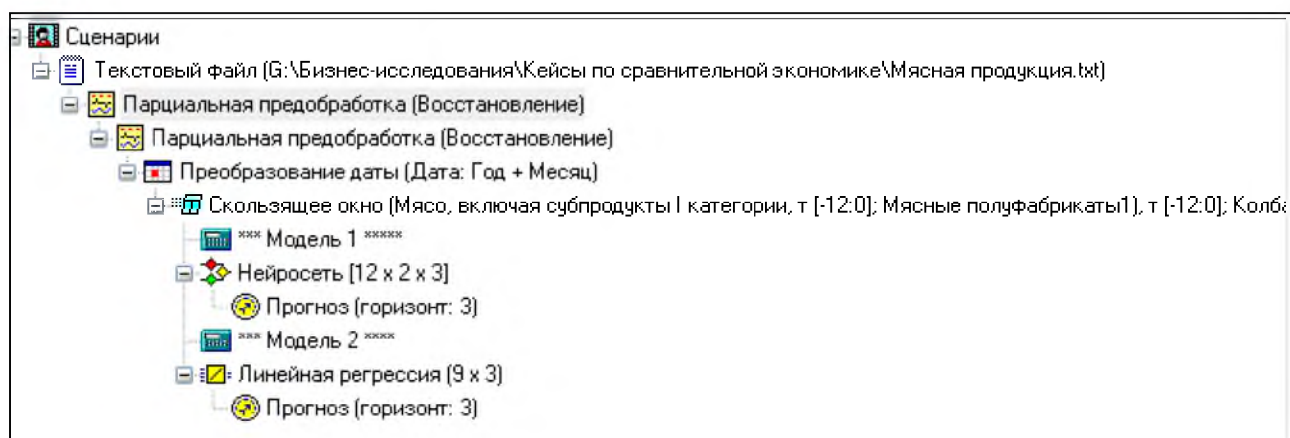 Сценарии
Текстовый файл (G:\Бизнес-исследования\Кейсы по сравнительной экономике\Мясная продукция.txt)
Парциальная предобработка (Восстановление)
Парциальная предобработка (Восстановление)
Преобразование даты (Дата: Год + Месяц)
Скользящее окно (Мясо, включая субпродукты I категории, т [-12:0]; Мясные полуфабрикаты1), т [-12:0]; Колба
*** Модель 1 *****
Нейросеть [12 x 2 x 3]
Прогноз (горизонт: 3)
*** Модель 2 ****
Линейная регрессия (9 x 3)
Прогноз (горизонт: 3)